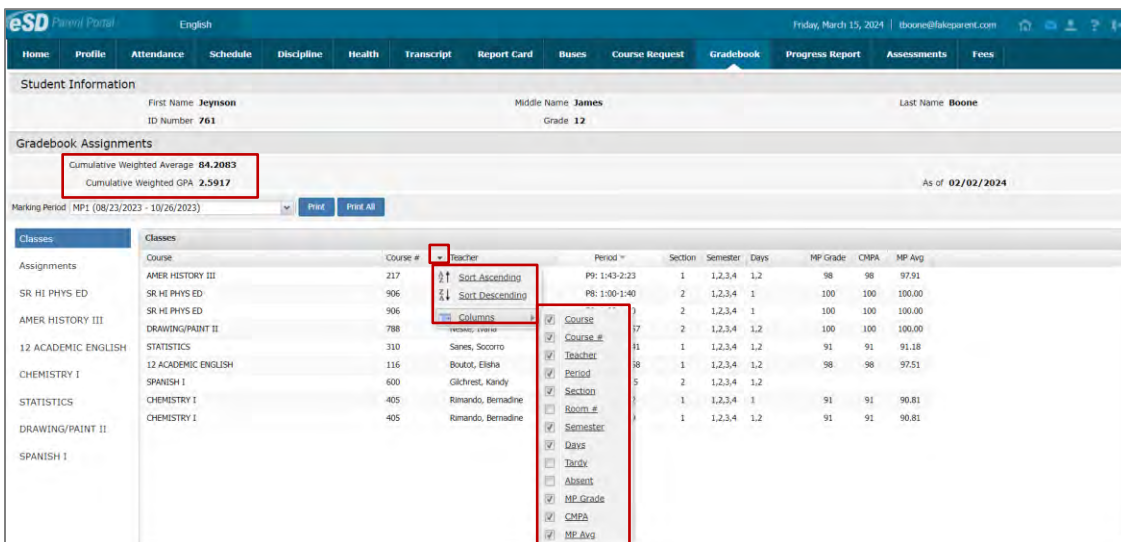 eSD Parent Portal English Friday, March 15, 2024 tboone@fakeparent.com ?
Home Profile Attendance Schedule Discipline Health Transcript Report Card Buses Course Request Gradebook Progress Report Assessments Fees
Student Information
First Name Jeynson Middle Name James Last Name Boone
ID Number 761 Grade 12
Gradebook Assignments
Cumulative Weighted Average 84.2083
Cumulative Weighted GPA 2.5917 As of 02/02/2024
Marking Period MP1 (08/23/2023 - 10/26/2023) Print Print All
Classes
Assignments
SR HI PHYS ED
AMER HISTORY III
12 ACADEMIC ENGLISH
CHEMISTRY I
STATISTICS
DRAWING/PAINT II
SPANISH I
Classes
Course Course # Teacher Period Section Semester Days MP Grade CMPA MP Avg
AMER HISTORY III 217 P9: 1:43-2:23 1 1,2,3,4 1,2 98 98 97.91
SR HI PHYS ED 906 P8: 1:00-1:40 2 1,2,3,4 1 100 100 100.00
SR HI PHYS ED 906 2 1,2,3,4 1 100 100 100.00
DRAWING/PAINT II 788 57 2 1,2,3,4 1,2 100 100 100.00
STATISTICS 310 Sanes, Socorro 41 1 1,2,3,4 1,2 91 91 91.18
12 ACADEMIC ENGLISH 116 Boutot, Elisha 58 1 1,2,3,4 1,2 98 98 97.51
SPANISH I 600 Gilchrest, Kandy 5 2 1,2,3,4 1,2
CHEMISTRY I 405 Rimando, Bernadine 1 1,2,3,4 1 91 91 90.81
CHEMISTRY I 405 Rimando, Bernadine 1 1,2,3,4 1,2 91 91 90.81
Sort Ascending
Sort Descending
Columns
Course
Course #
Teacher
Period
Section
Room #
Semester
Days
Tardy
Absent
MP Grade
CMPA
MP Avg